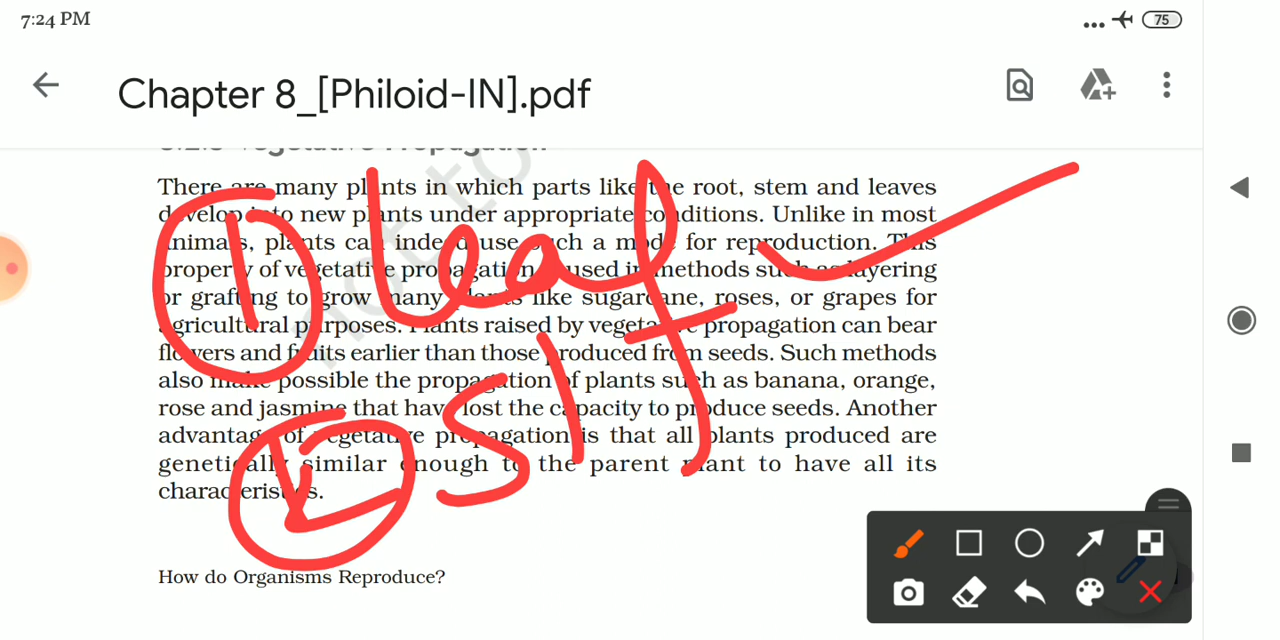 7:24 PM
75
Chapter 8_[Philoid-IN].pdf
Vegetative Propagation
not to
There are many plants in which parts like the root, stem and leaves
develop into new plants under appropriate conditions. Unlike in most
animals, plants can indeed use such a mode for reproduction. This
property of vegetative propagation is used in methods such as layering
or grafting to grow many plants like sugarcane, roses, or grapes for
agricultural purposes. Plants raised by vegetative propagation can bear
flowers and fruits earlier than those produced from seeds. Such methods
also make possible the propagation of plants such as banana, orange,
rose and jasmine that have lost the capacity to produce seeds. Another
advantage of vegetative propagation is that all plants produced are
genetically similar enough to the parent plant to have all its
characteristics.
1 Leaf
2 St
How do Organisms Reproduce?